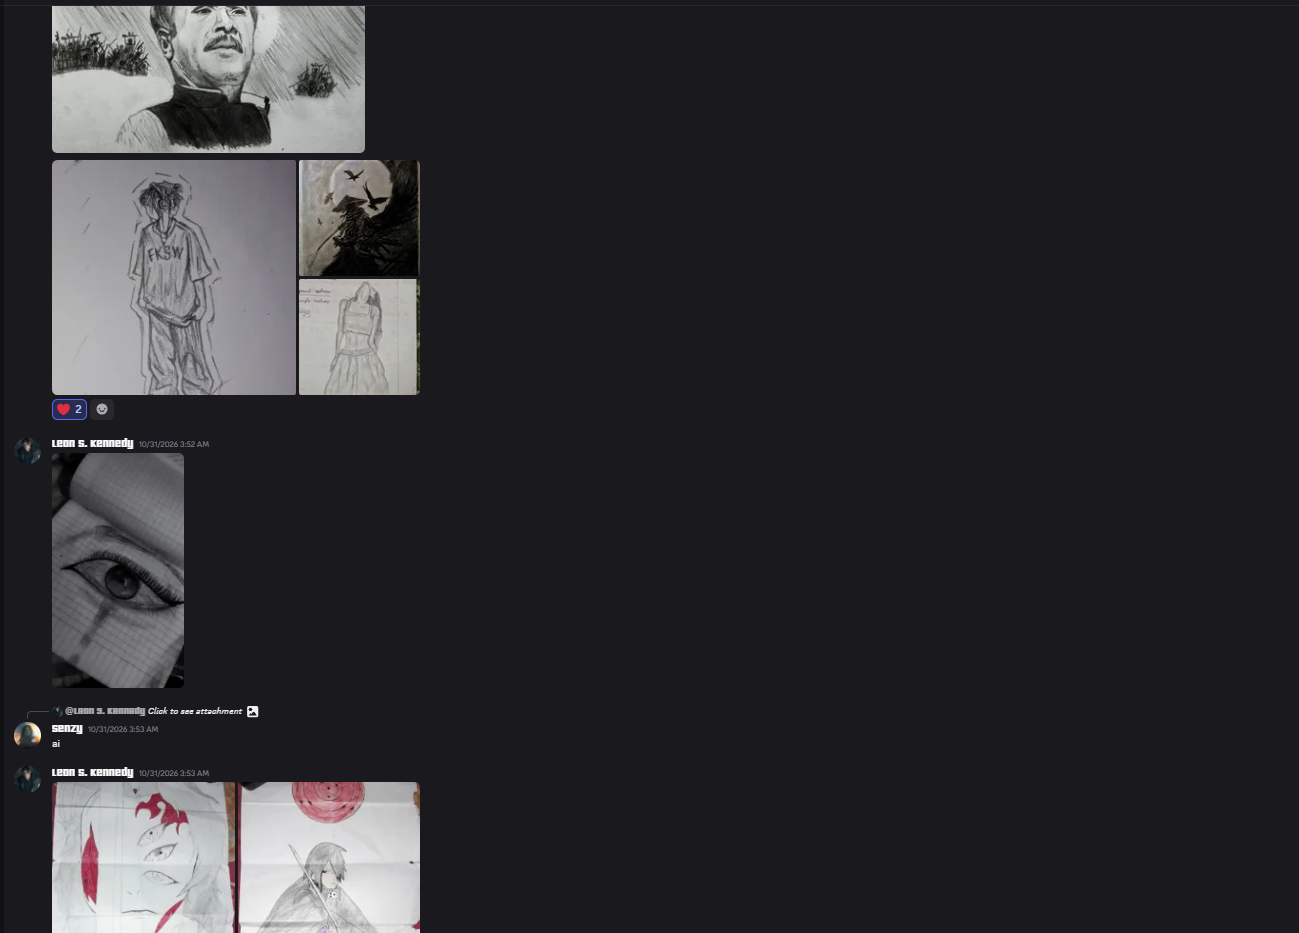 FKSW
2
Leon S. Kennedy 10/31/2026 3:52 AM
@Leon S. Kennedy Click to see attachment
senzy 10/31/2026 3:53 AM
ai
Leon S. Kennedy 10/31/2026 3:53 AM